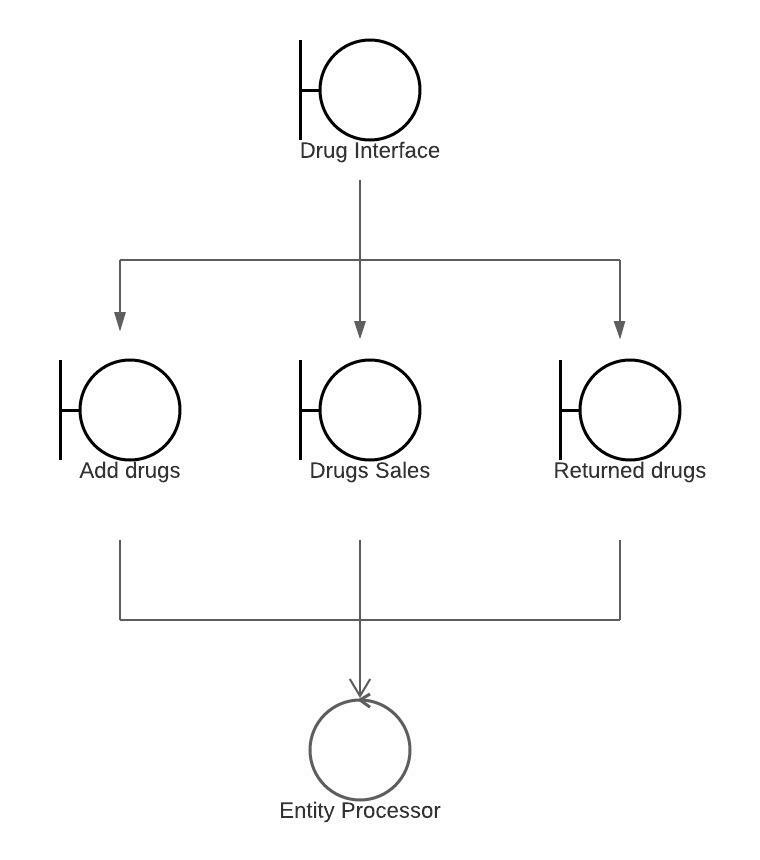 Drug Interface
Add drugs
Drugs Sales
Returned drugs
Entity Processor